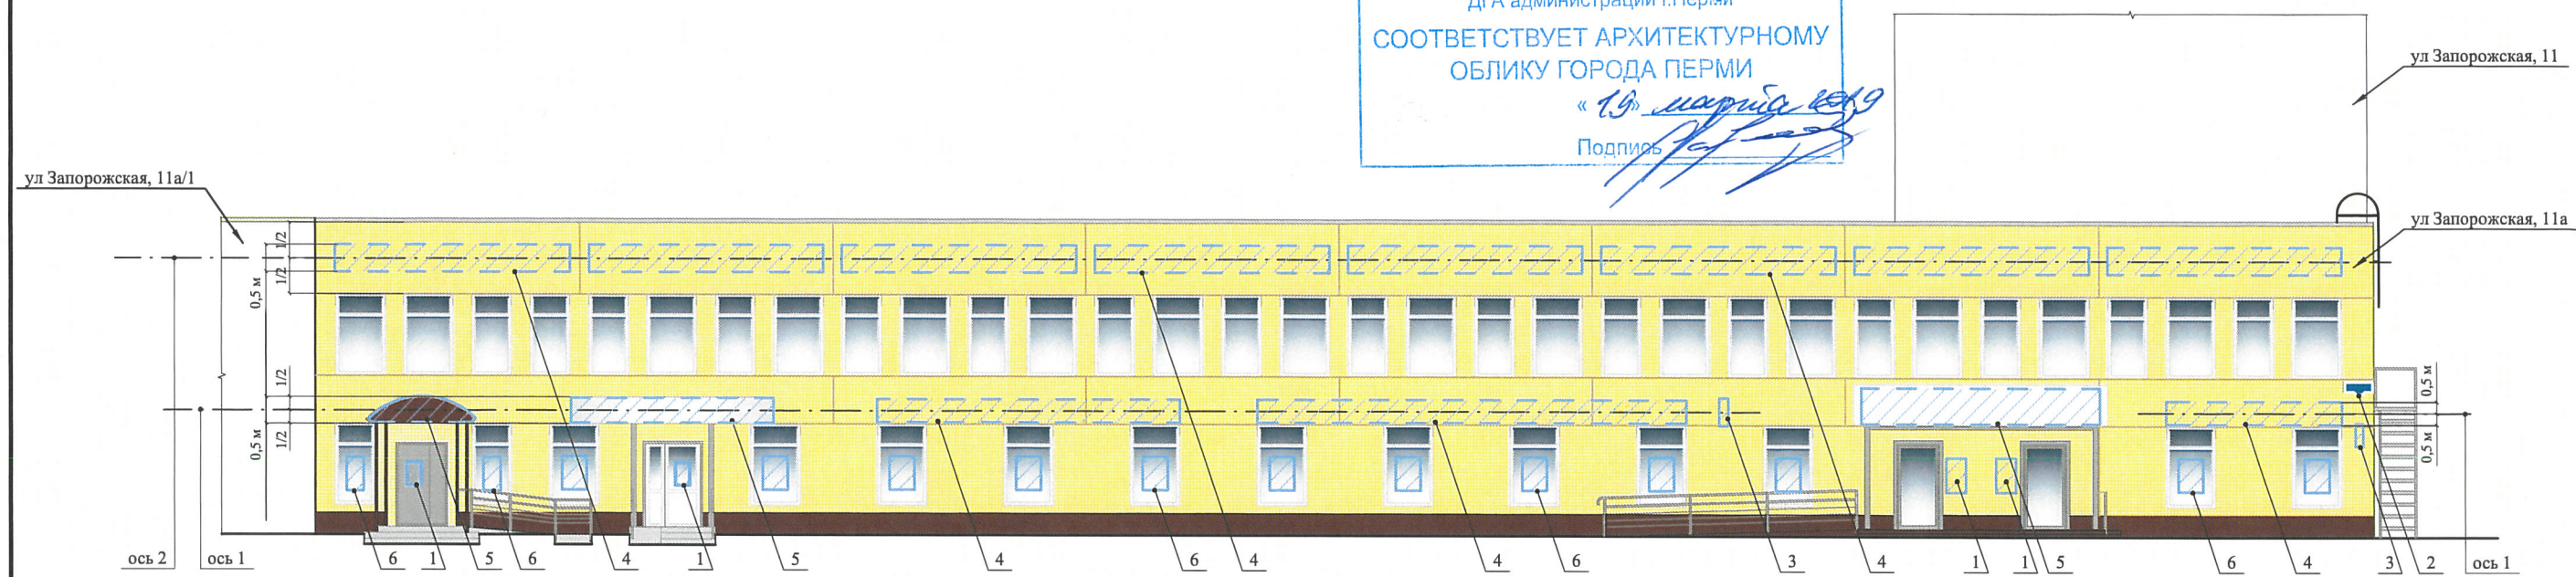 ДГА администрации г.Перми
СООТВЕТСТВУЕТ АРХИТЕКТУРНОМУ
ОБЛИКУ ГОРОДА ПЕРМИ
«19» марта 2019
Подпись
ул Запорожская, 11
ул Запорожская, 11а/1
ул Запорожская, 11а
1/2
1/2
0,5 м
1/2
1/2
0,5 м
0,5 м
0,5 м
ось 2 ось 1 6 1 5 6 4 1 5 4 6 4 4 6 3 4 1 1 5 6 4 3 2 ось 1